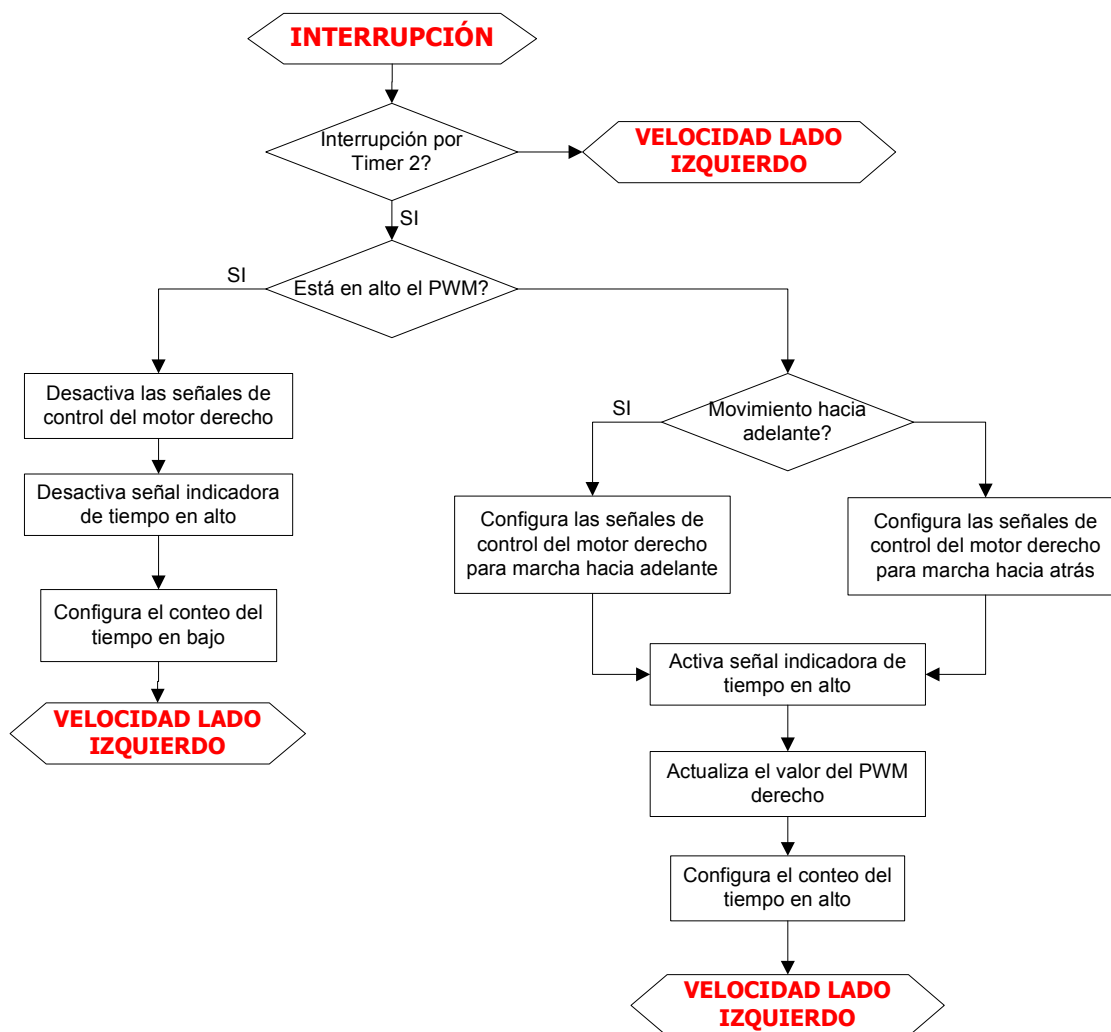 INTERRUPCIÓN
Interrupción por
Timer 2?
VELOCIDAD LADO
IZQUIERDO
SI
Está en alto el PWM?
SI
Desactiva las señales de
control del motor derecho
Desactiva señal indicadora
de tiempo en alto
Configura el conteo del
tiempo en bajo
VELOCIDAD LADO
IZQUIERDO
Movimiento hacia
adelante?
SI
Configura las señales de
control del motor derecho
para marcha hacia adelante
Configura las señales de
control del motor derecho
para marcha hacia atrás
Activa señal indicadora de
tiempo en alto
Actualiza el valor del PWM
derecho
Configura el conteo del
tiempo en alto
VELOCIDAD LADO
IZQUIERDO